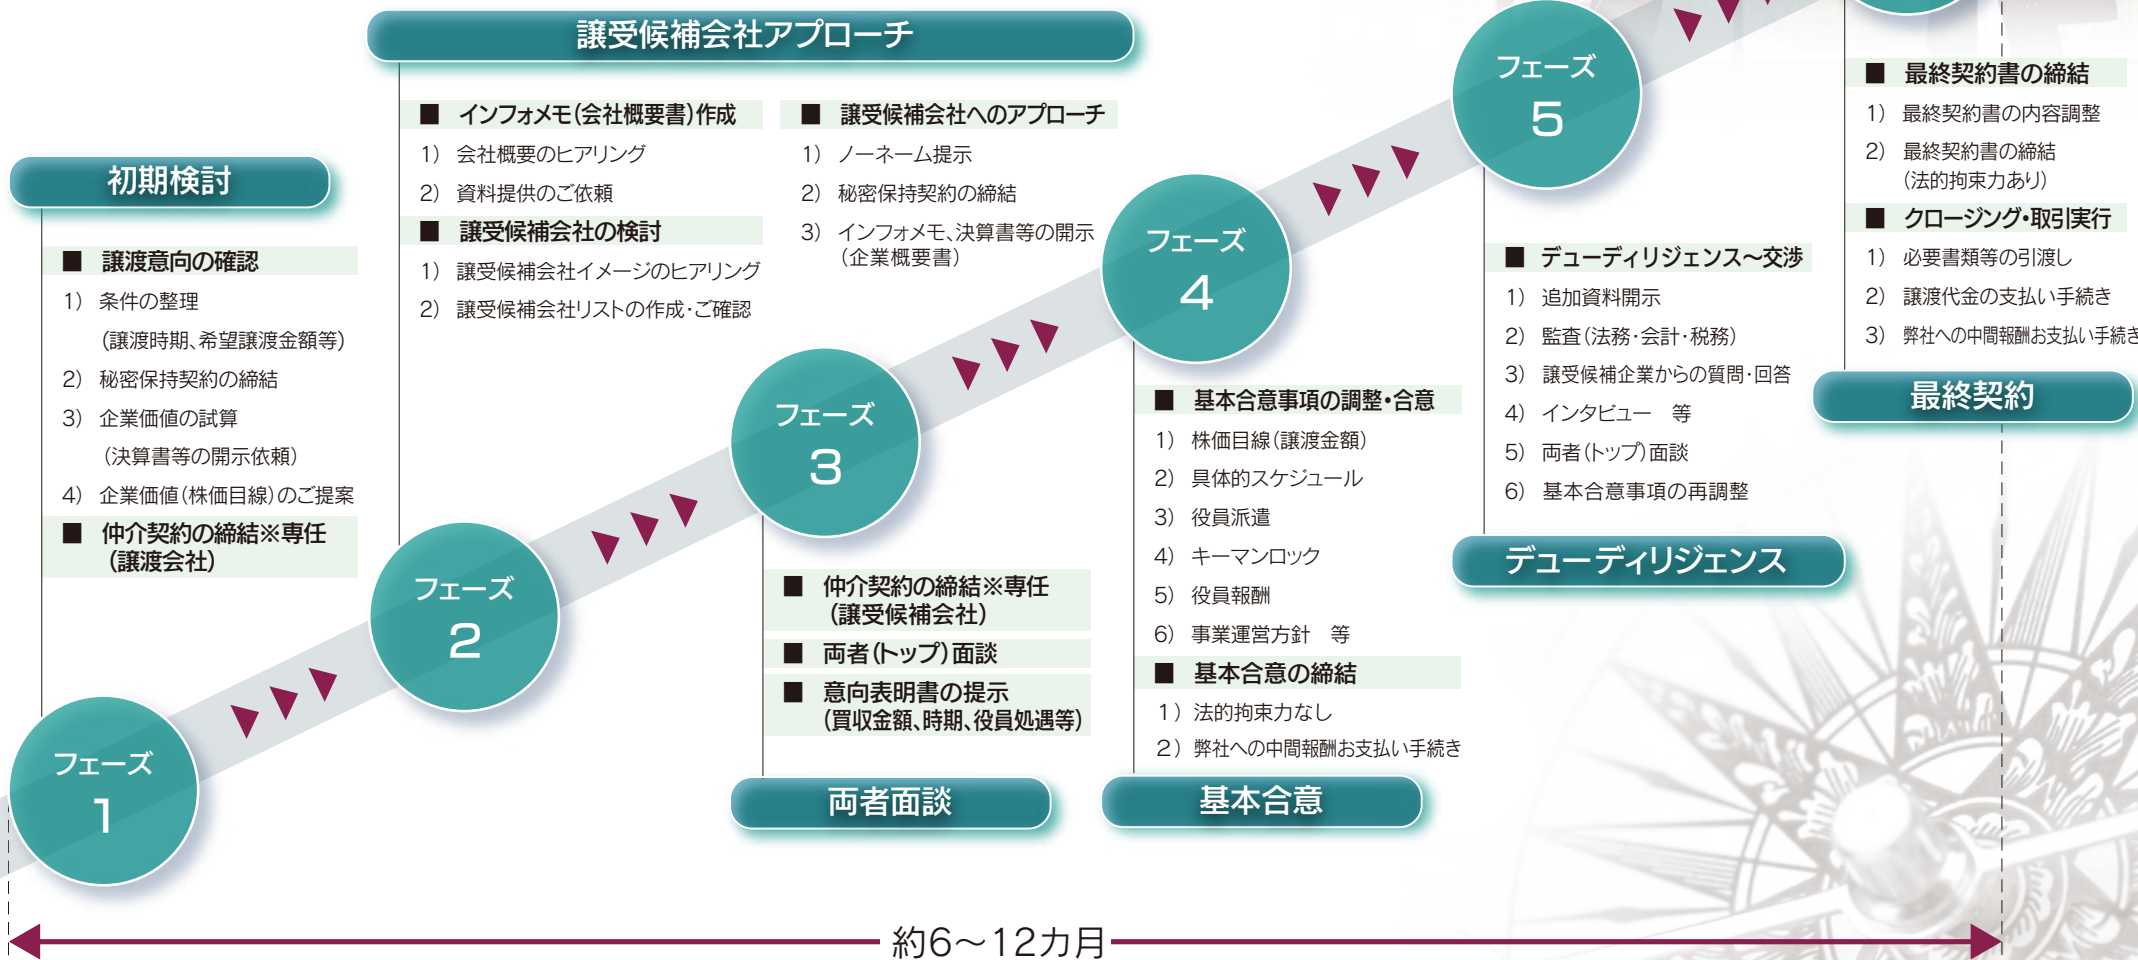 初期検討
■ 譲渡意向の確認
1） 条件の整理
(譲渡時期、希望譲渡金額等)
2） 秘密保持契約の締結
3） 企業価値の試算
（決算書等の開示依頼）
4） 企業価値（株価目線）のご提案
■ 仲介契約の締結※専任
（譲渡会社）
フェーズ
1
譲受候補会社アプローチ
■ インフォメモ（会社概要書）作成
1） 会社概要のヒアリング
2） 資料提供のご依頼
■ 譲受候補会社の検討
1） 譲受候補会社イメージのヒアリング
2） 譲受候補会社リストの作成・ご確認
■ 譲受候補会社へのアプローチ
1） ノーネーム提示
2） 秘密保持契約の締結
3） インフォメモ、決算書等の開示
（企業概要書）
フェーズ
2
フェーズ
3
■ 仲介契約の締結※専任
（譲受候補会社）
■ 両者（トップ）面談
■ 意向表明書の提示
（買収金額、時期、役員処遇等）
両者面談
フェーズ
4
■ 基本合意事項の調整・合意
1） 株価目線（譲渡金額）
2） 具体的スケジュール
3） 役員派遣
4） キーマンロック
5） 役員報酬
6） 事業運営方針　等
■ 基本合意の締結
1） 法的拘束力なし
2） 弊社への中間報酬お支払い手続き
基本合意
フェーズ
5
■ デューディリジェンス～交渉
1） 追加資料開示
2） 監査（法務・会計・税務）
3） 譲受候補企業からの質問・回答
4） インタビュー　等
5） 両者（トップ）面談
6） 基本合意事項の再調整
デューディリジェンス
■ 最終契約書の締結
1） 最終契約書の内容調整
2） 最終契約書の締結
（法的拘束力あり）
■ クロージング・取引実行
1） 必要書類等の引渡し
2） 譲渡代金の支払い手続き
3） 弊社への中間報酬お支払い手続き
最終契約
約6～12カ月